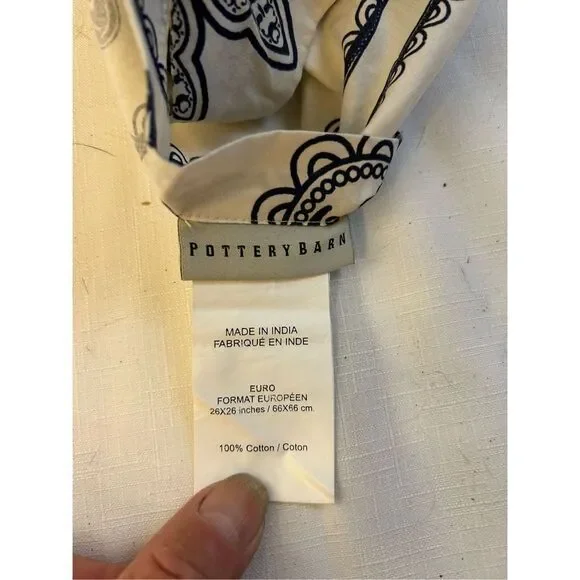 POTTERYBARN
MADE IN INDIA
FABRIQUÉ EN INDE
EURO
FORMAT EUROPÉEN
26X26 inches / 66X66 cm
100% Cotton / Coton